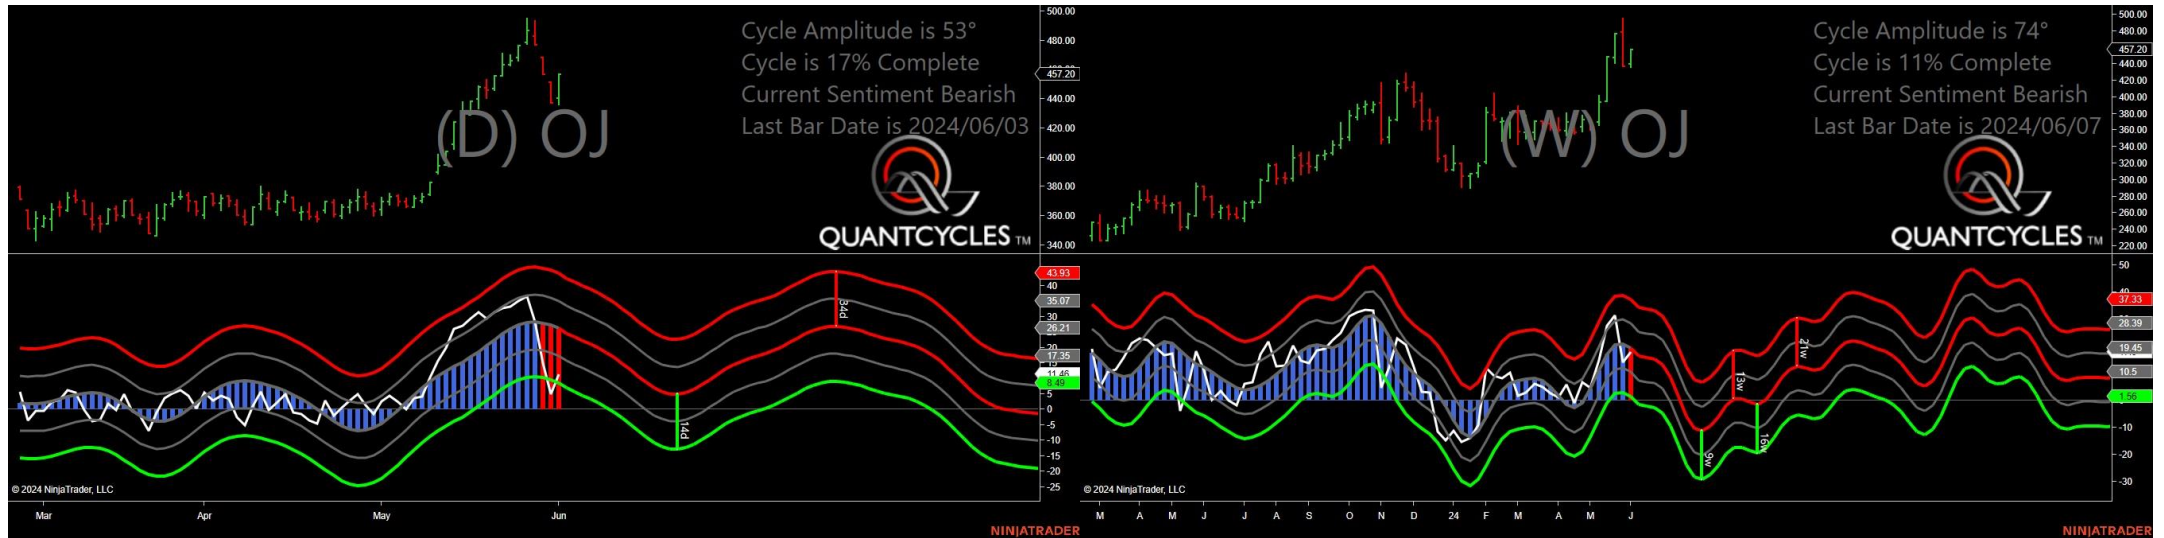 Cycle Amplitude is 53°
Cycle is 17% Complete
Current Sentiment Bearish
Last Bar Date is 2024/06/03
(D) OJ
QUANTCYCLES TM
500.00
480.00
457.20
440.00
420.00
400.00
380.00
360.00
340.00
43.93
40
35.07
30
26.21
20
17.35
11.46
8.49
5
0
-5
-10
-15
-20
-25
34d
14d
© 2024 NinjaTrader, LLC
Mar Apr May Jun
NINJATRADER
Cycle Amplitude is 74°
Cycle is 11% Complete
Current Sentiment Bearish
Last Bar Date is 2024/06/07
(W) OJ
QUANTCYCLES TM
500.00
480.00
457.20
440.00
420.00
400.00
380.00
360.00
340.00
320.00
300.00
280.00
260.00
240.00
220.00
50
40
37.33
28.39
19.45
10.5
1.56
-10
-20
-30
21w
13w
16w
9w
© 2024 NinjaTrader, LLC
M A M J J A S O N D 24 F M A M J
NINJATRADER